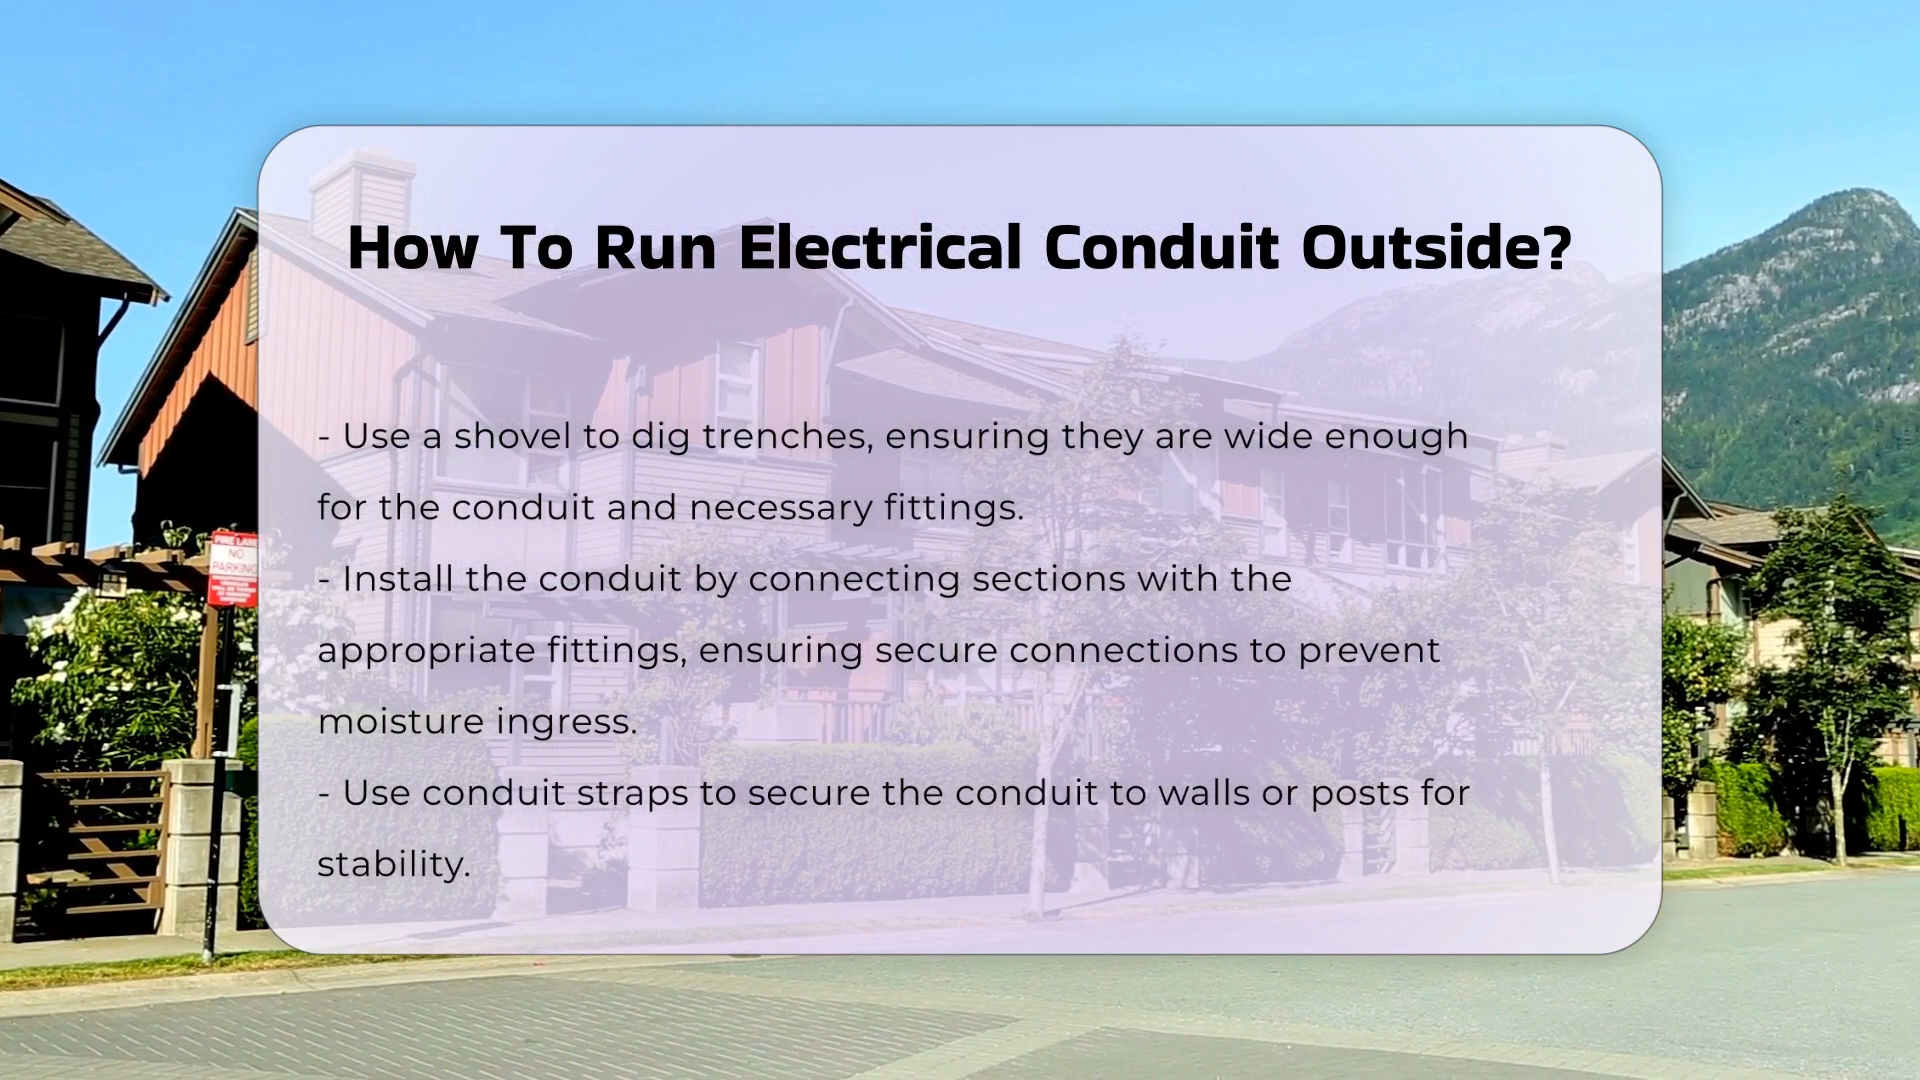 How To Run Electrical Conduit Outside?
- Use a shovel to dig trenches, ensuring they are wide enough
for the conduit and necessary fittings.
- Install the conduit by connecting sections with the
appropriate fittings, ensuring secure connections to prevent
moisture ingress.
- Use conduit straps to secure the conduit to walls or posts for
stability.
FIRE LANE
NO
PARKING